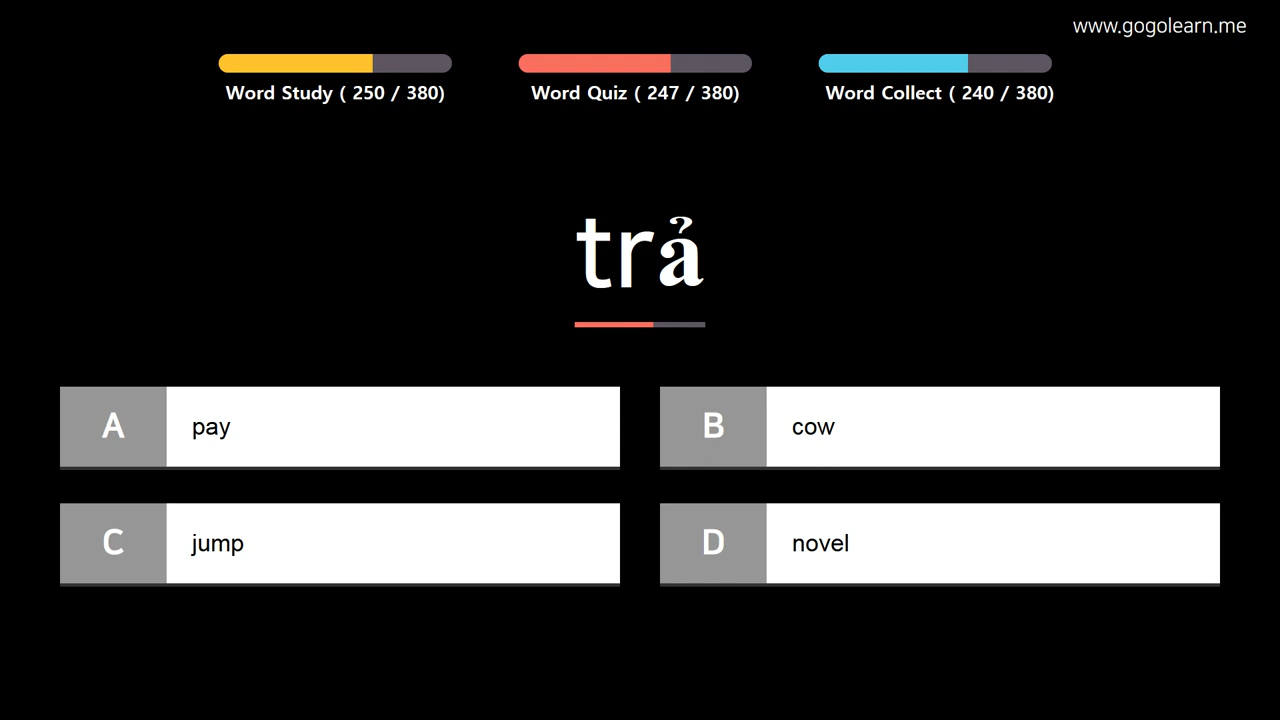 www.gogolearn.me
Word Study ( 250 / 380)
Word Quiz ( 247 / 380)
Word Collect ( 240 / 380)
trả
A pay
B cow
C jump
D novel